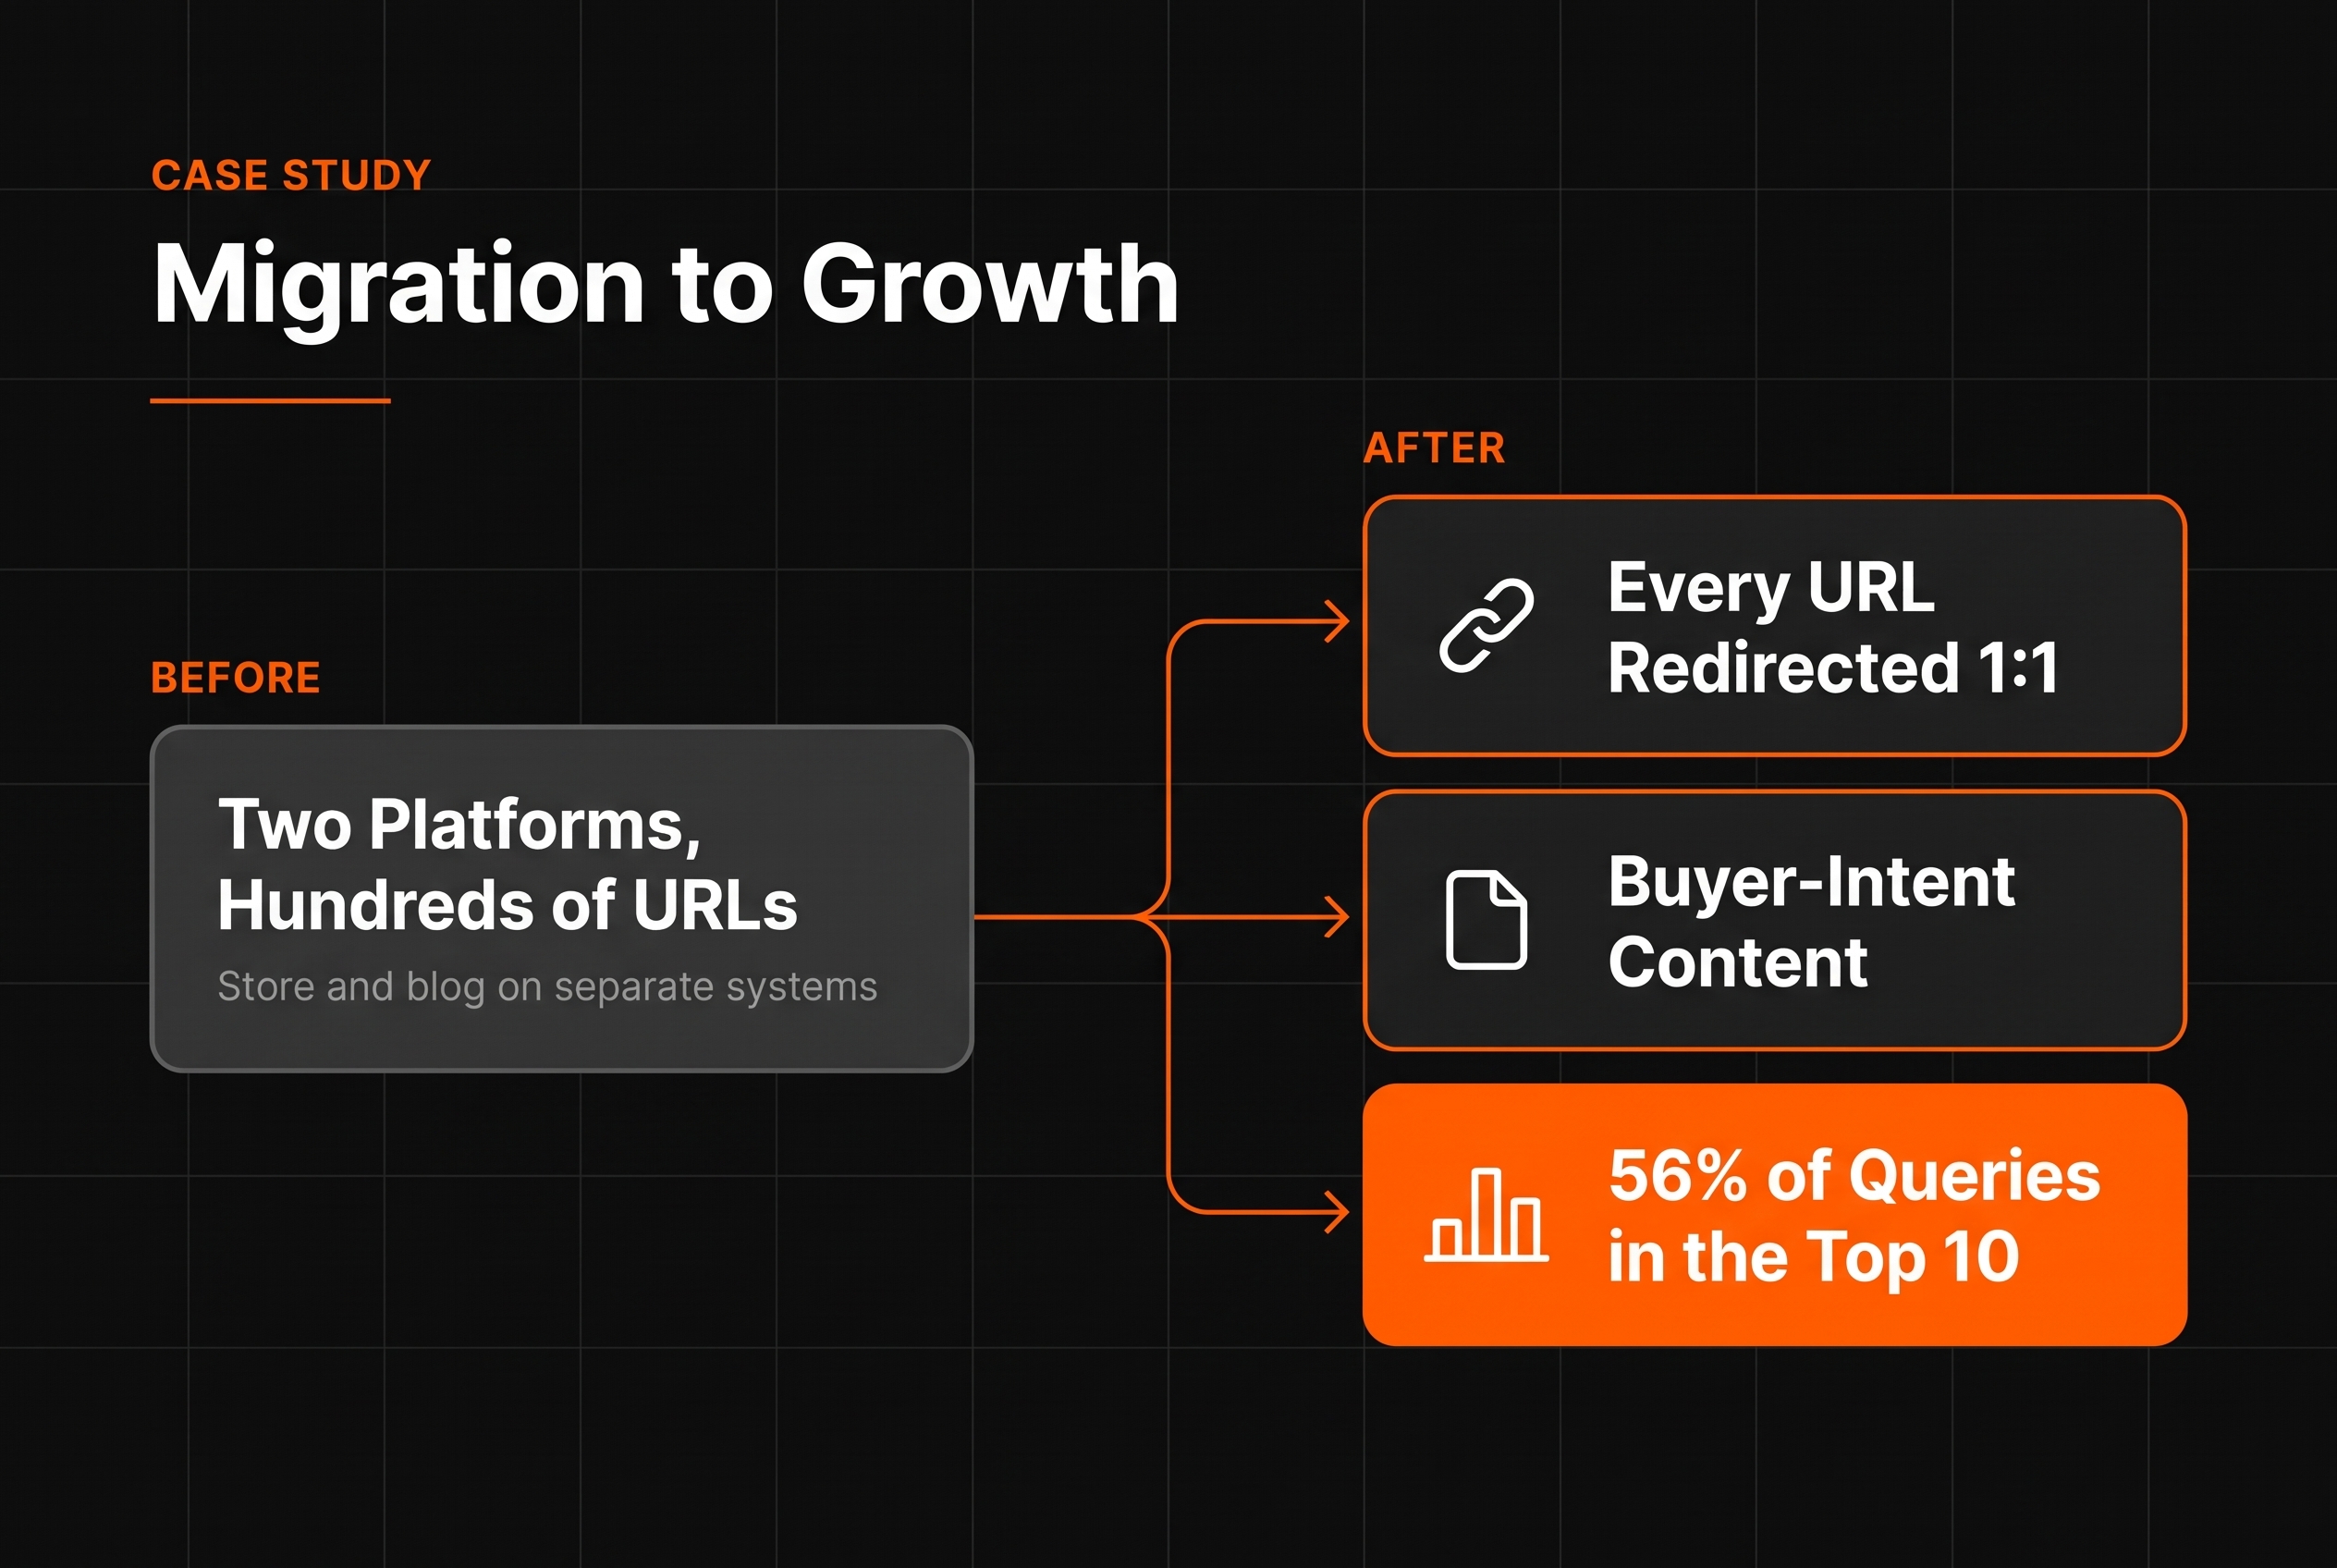 CASE STUDY
Migration to Growth
BEFORE
Two Platforms,
Hundreds of URLs
Store and blog on separate systems
AFTER
Every URL
Redirected 1:1
Buyer-Intent
Content
56% of Queries
in the Top 10